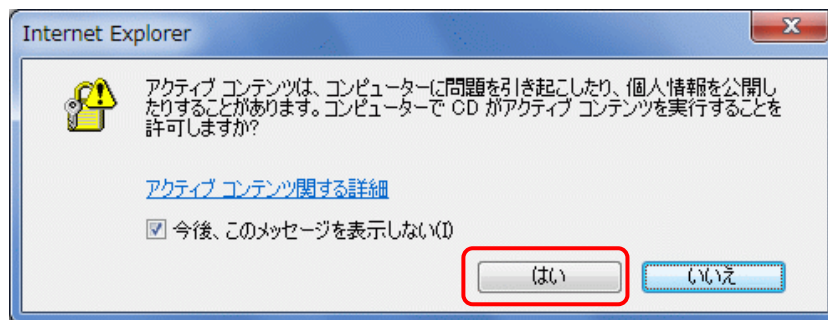 Internet Explorer
アクティブ コンテンツは、コンピューターに問題を引き起こしたり、個人情報を公開し
たりすることがあります。コンピューターで CD がアクティブ コンテンツを実行することを
許可しますか?
アクティブ コンテンツ関する詳細
今後、このメッセージを表示しない(I)
はい
いいえ